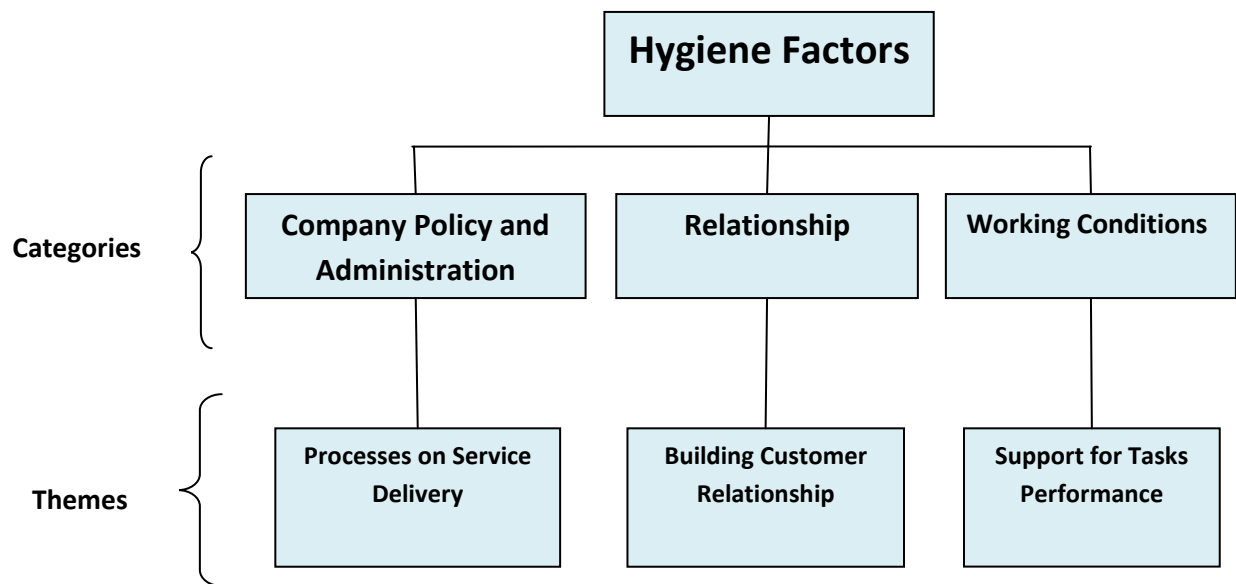 Hygiene Factors
Categories
Company Policy and
Administration
Relationship
Working Conditions
Themes
Processes on Service
Delivery
Building Customer
Relationship
Support for Tasks
Performance